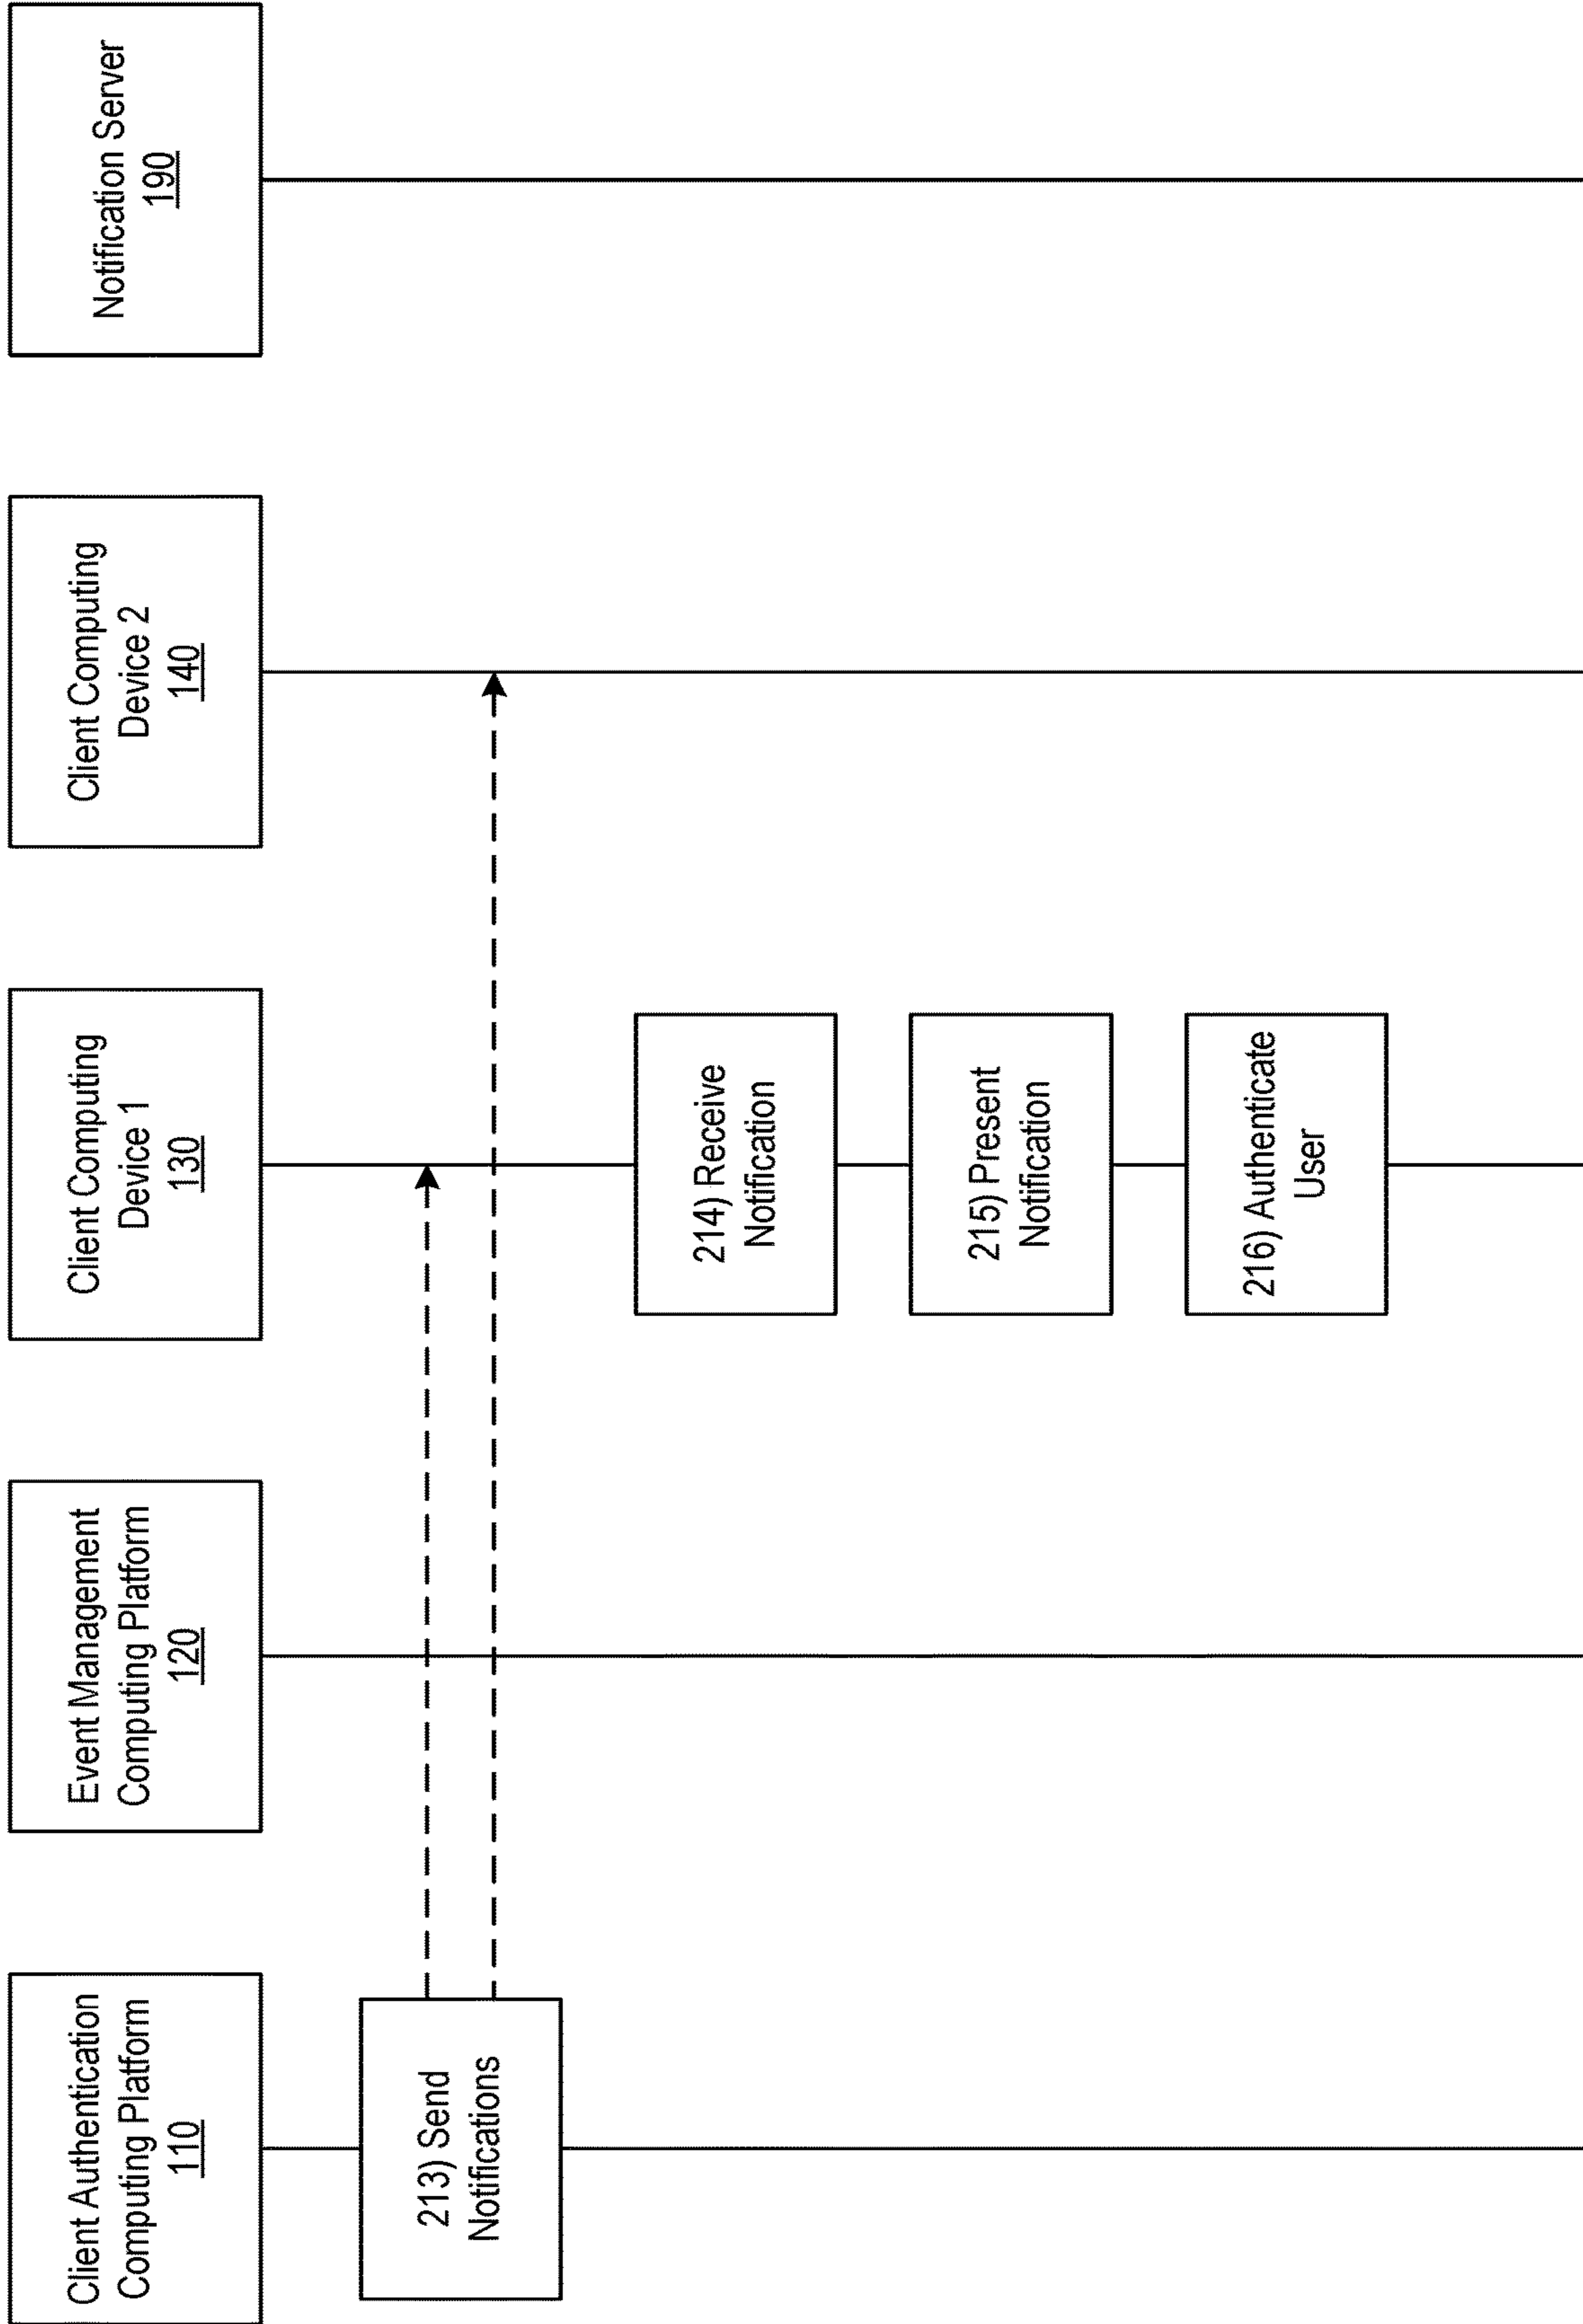 Client Authentication
Computing Platform
110
Event Management
Computing Platform
120
Client Computing
Device 1
130
Client Computing
Device 2
140
Notification Server
190
213) Send
Notifications
214) Receive
Notification
215) Present
Notification
216) Authenticate
User